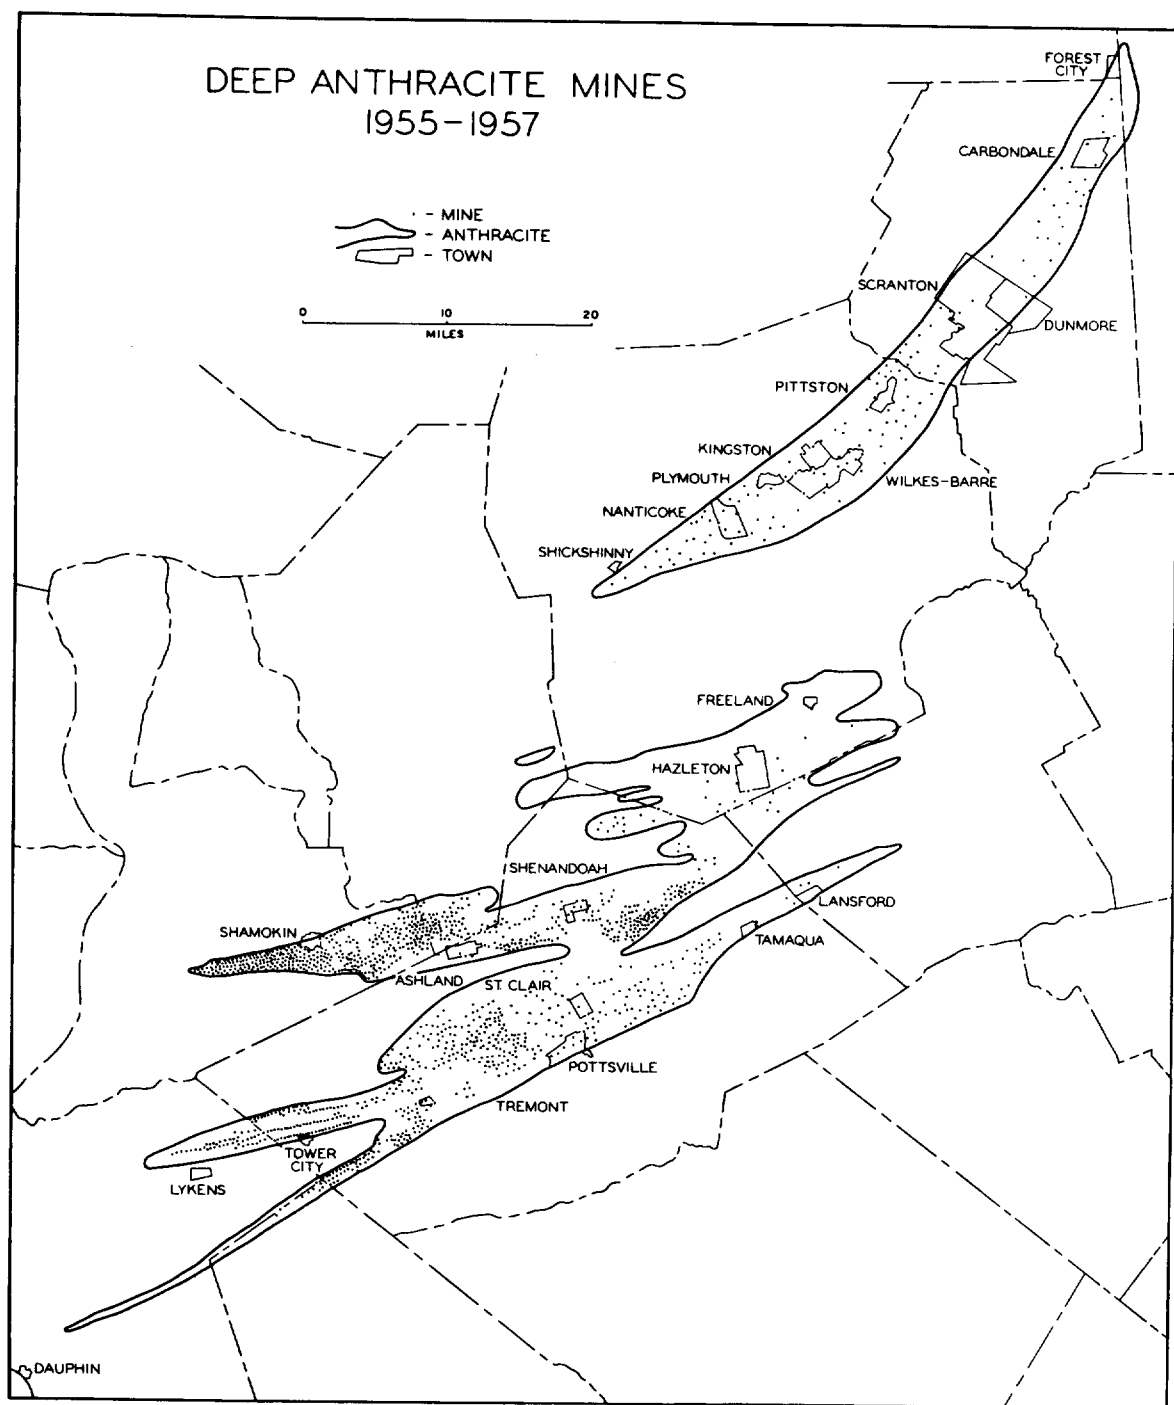 DEEP ANTHRACITE MINES
1955-1957
· - MINE
- ANTHRACITE
- TOWN
0 10 20
MILES
FOREST
CITY
CARBONDALE
SCRANTON
DUNMORE
PITTSTON
KINGSTON
PLYMOUTH
WILKES-BARRE
NANTICOKE
SHICKSHINNY
FREELAND
HAZLETON
SHENANDOAH
LANSFORD
SHAMOKIN
TAMAQUA
ASHLAND
ST. CLAIR
POTTSVILLE
TREMONT
TOWER
CITY
LYKENS
DAUPHIN